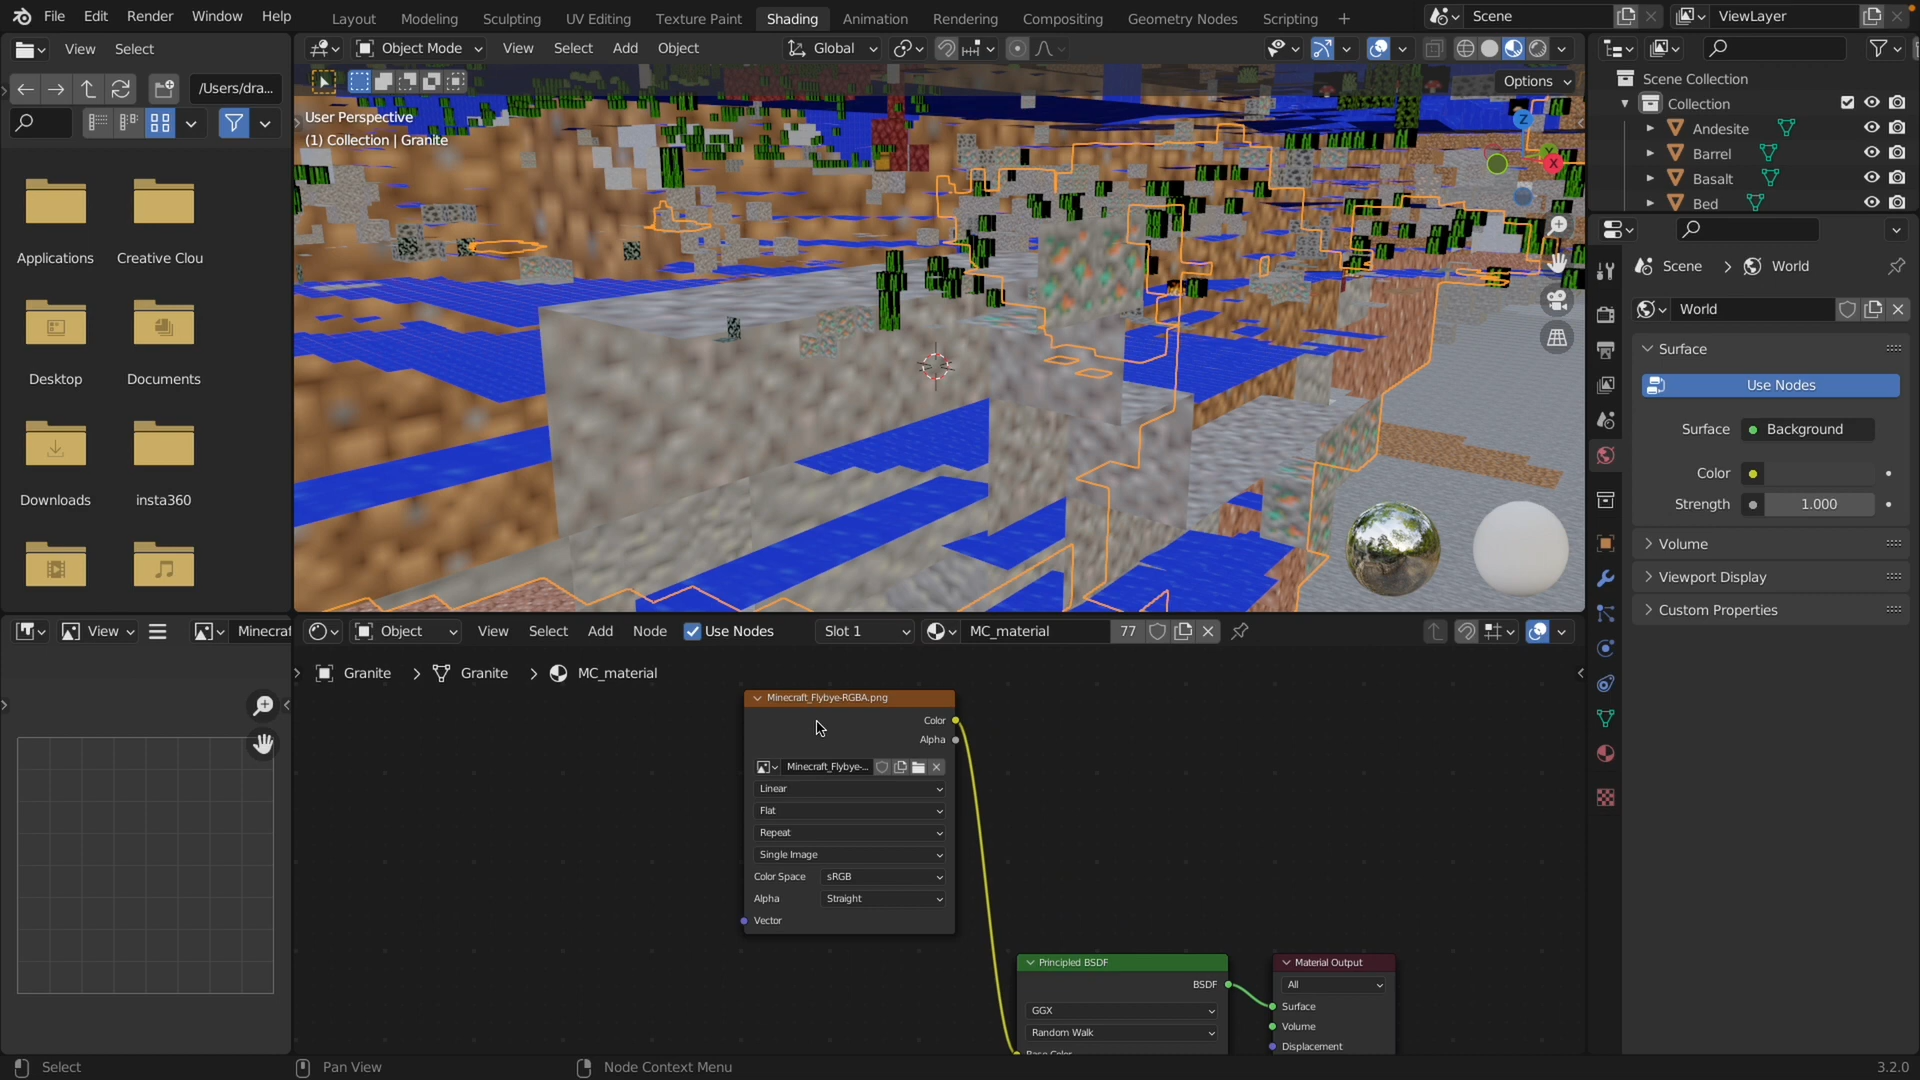 File Edit Render Window Help
Layout Modeling Sculpting UV Editing Texture Paint Shading Animation Rendering Compositing Geometry Nodes Scripting +
Scene
ViewLayer
View Select
Object Mode View Select Add Object
Global
/Users/dra...
Options
User Perspective
(1) Collection | Granite
Z
X
Scene Collection
Collection
Andesite
Barrel
Basalt
Bed
Applications
Creative Clou
Desktop
Documents
Downloads
insta360
Scene > World
World
Surface
Use Nodes
Surface Background
Color
Strength 1.000
Volume
Viewport Display
Custom Properties
View
Minecraf
Object View Select Add Node Use Nodes Slot 1 MC_material 77
Granite > Granite > MC_material
Minecraft_Flybye-RGBA.png
Color
Alpha
Minecraft_Flybye-...
Linear
Flat
Repeat
Single Image
Color Space sRGB
Alpha Straight
Vector
Principled BSDF
BSDF
GGX
Random Walk
Base Color
Material Output
All
Surface
Volume
Displacement
Select Pan View Node Context Menu 3.2.0